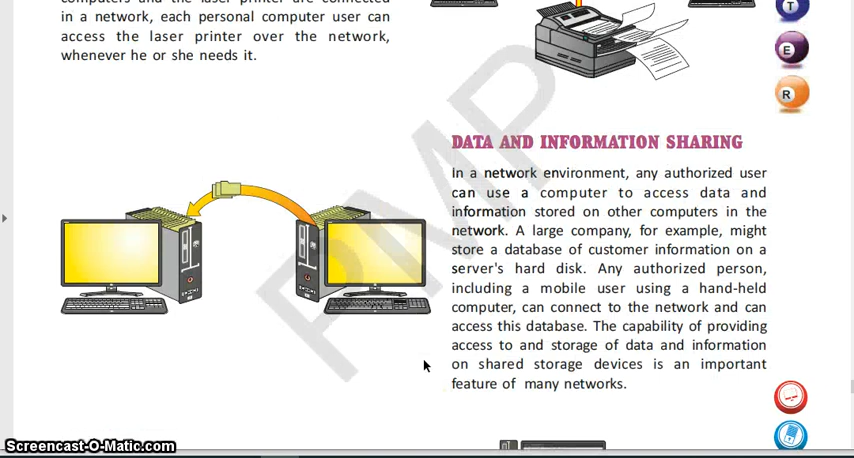 computers and the laser printer are connected
in a network, each personal computer user can
access the laser printer over the network,
whenever he or she needs it.
T
E
R
PMP
DATA AND INFORMATION SHARING
In a network environment, any authorized user
can use a computer to access data and
information stored on other computers in the
network. A large company, for example, might
store a database of customer information on a
server's hard disk. Any authorized person,
including a mobile user using a hand-held
computer, can connect to the network and can
access this database. The capability of providing
access to and storage of data and information
on shared storage devices is an important
feature of many networks.
Screencast-O-Matic.com